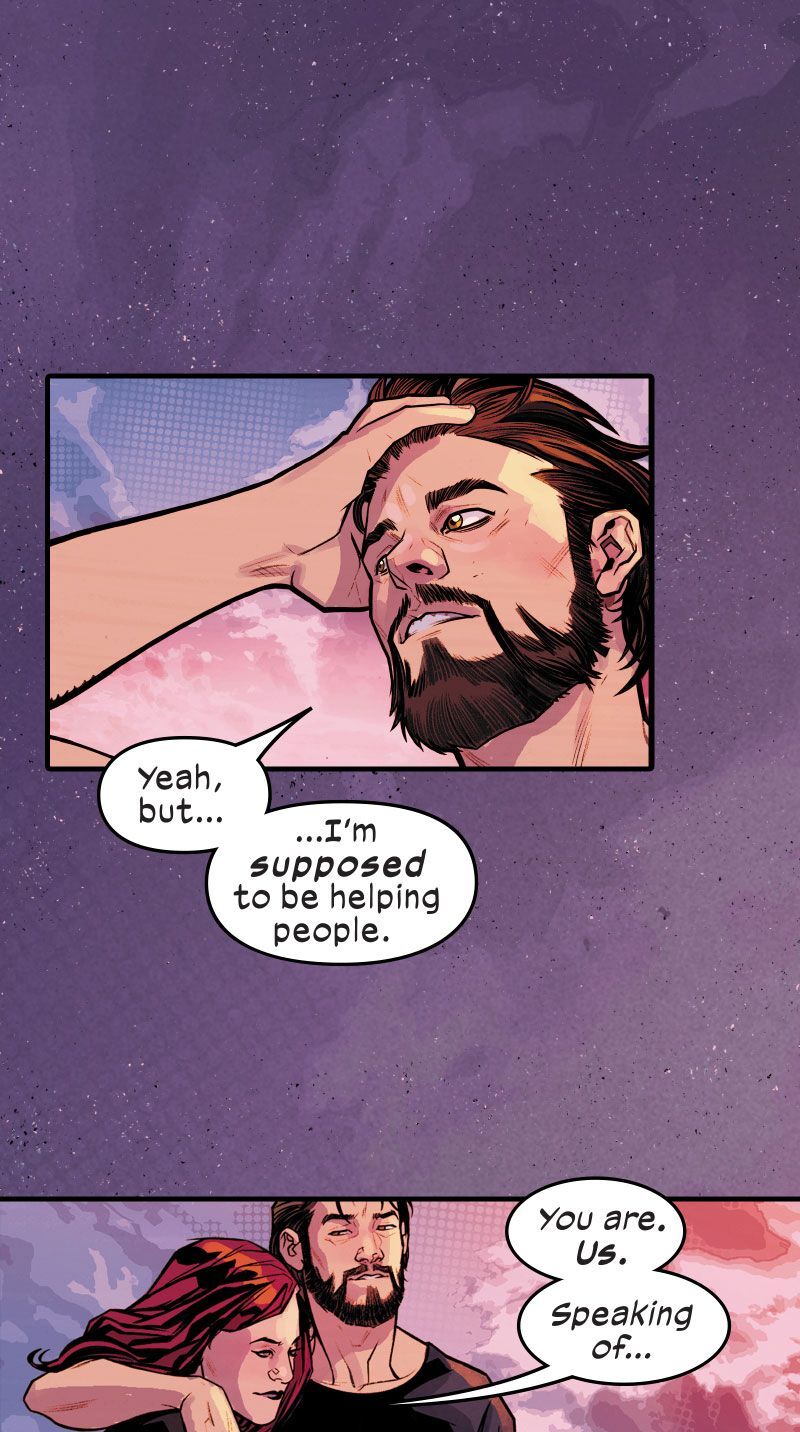 Yeah,
but...
...I'm
supposed
to be helping
people.
You are.
Us.
Speaking
of...